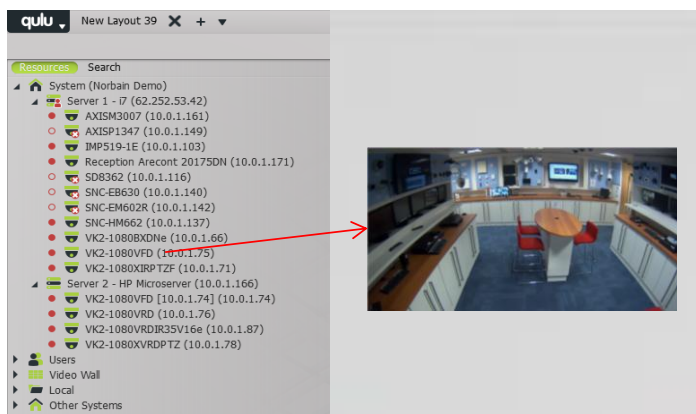 qulu
New Layout 39
Resources Search
System (Norbain Demo)
Server 1 - i7 (62.252.53.42)
AXISM3007 (10.0.1.161)
AXISP1347 (10.0.1.149)
IMP519-1E (10.0.1.103)
Reception Arecont 20175DN (10.0.1.171)
SD8362 (10.0.1.116)
SNC-EB630 (10.0.1.140)
SNC-EM602R (10.0.1.142)
SNC-HM662 (10.0.1.137)
VK2-1080BXDNe (10.0.1.66)
VK2-1080VFD (10.0.1.75)
VK2-1080XIRPTZF (10.0.1.71)
Server 2 - HP Microserver (10.0.1.166)
VK2-1080VFD [10.0.1.74] (10.0.1.74)
VK2-1080VRD (10.0.1.76)
VK2-1080VRDIR35V16e (10.0.1.87)
VK2-1080XVRDPTZ (10.0.1.78)
Users
Video Wall
Local
Other Systems